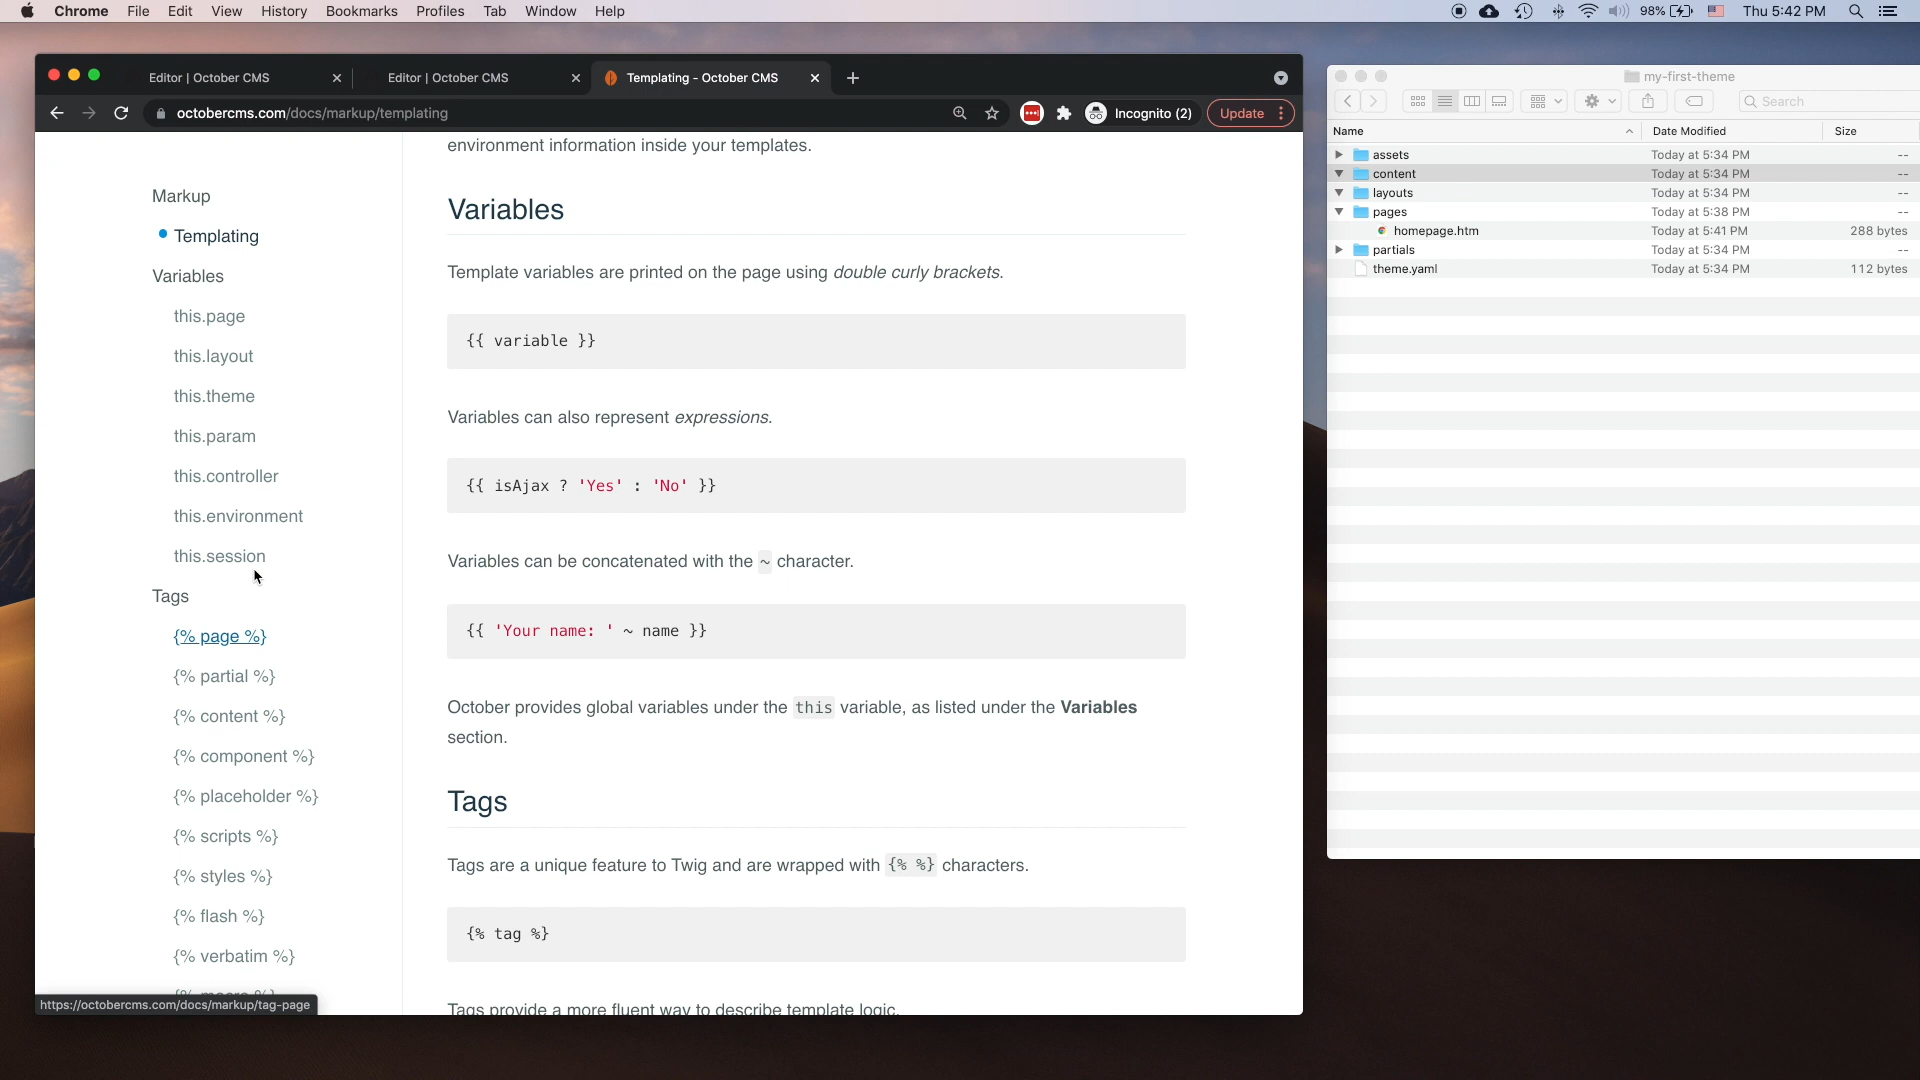 Chrome File Edit View History Bookmarks Profiles Tab Window Help
98% Thu 5:42 PM
Editor | October CMS
Editor | October CMS
Templating - October CMS
octobercms.com/docs/markup/templating
Incognito (2)
Update
Markup
Templating
Variables
this.page
this.layout
this.theme
this.param
this.controller
this.environment
this.session
Tags
{% page %}
{% partial %}
{% content %}
{% component %}
{% placeholder %}
{% scripts %}
{% styles %}
{% flash %}
{% verbatim %}
https://octobercms.com/docs/markup/tag-page
environment information inside your templates.
Variables
Template variables are printed on the page using double curly brackets.
{{ variable }}
Variables can also represent expressions.
{{ isAjax ? 'Yes' : 'No' }}
Variables can be concatenated with the ~ character.
{{ 'Your name: ' ~ name }}
October provides global variables under the this variable, as listed under the Variables
section.
Tags
Tags are a unique feature to Twig and are wrapped with {% %} characters.
{% tag %}
Tags provide a more fluent way to describe template logic.
my-first-theme
Search
Name Date Modified Size
assets Today at 5:34 PM --
content Today at 5:34 PM --
layouts Today at 5:34 PM --
pages Today at 5:38 PM --
homepage.htm Today at 5:41 PM 288 bytes
partials Today at 5:34 PM --
theme.yaml Today at 5:34 PM 112 bytes